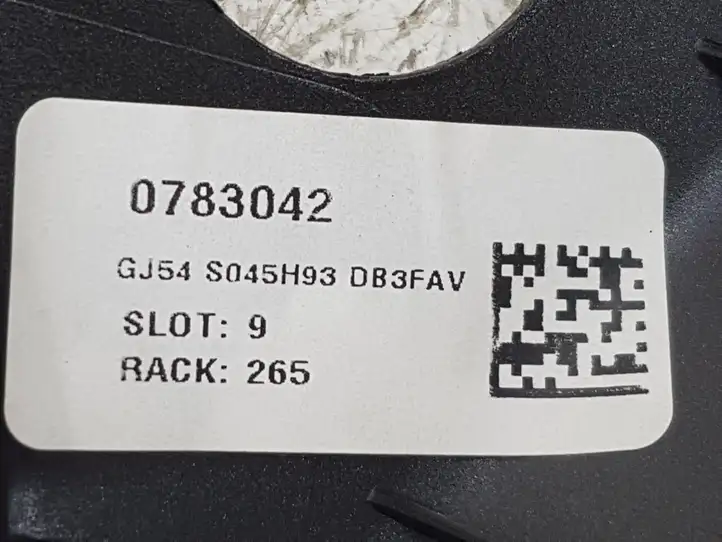 0783042
GJ54 S045H93 DB3FAV
SLOT: 9
RACK: 265